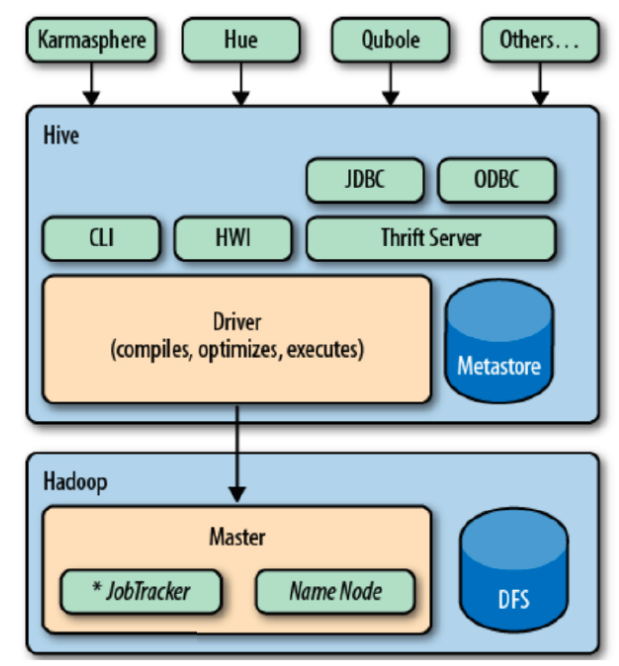 Karmasphere
Hue
Qubole
Others...
Hive
JDBC
ODBC
CLI
HWI
Thrift Server
Driver
(compiles, optimizes, executes)
Metastore
Hadoop
Master
* JobTracker
Name Node
DFS